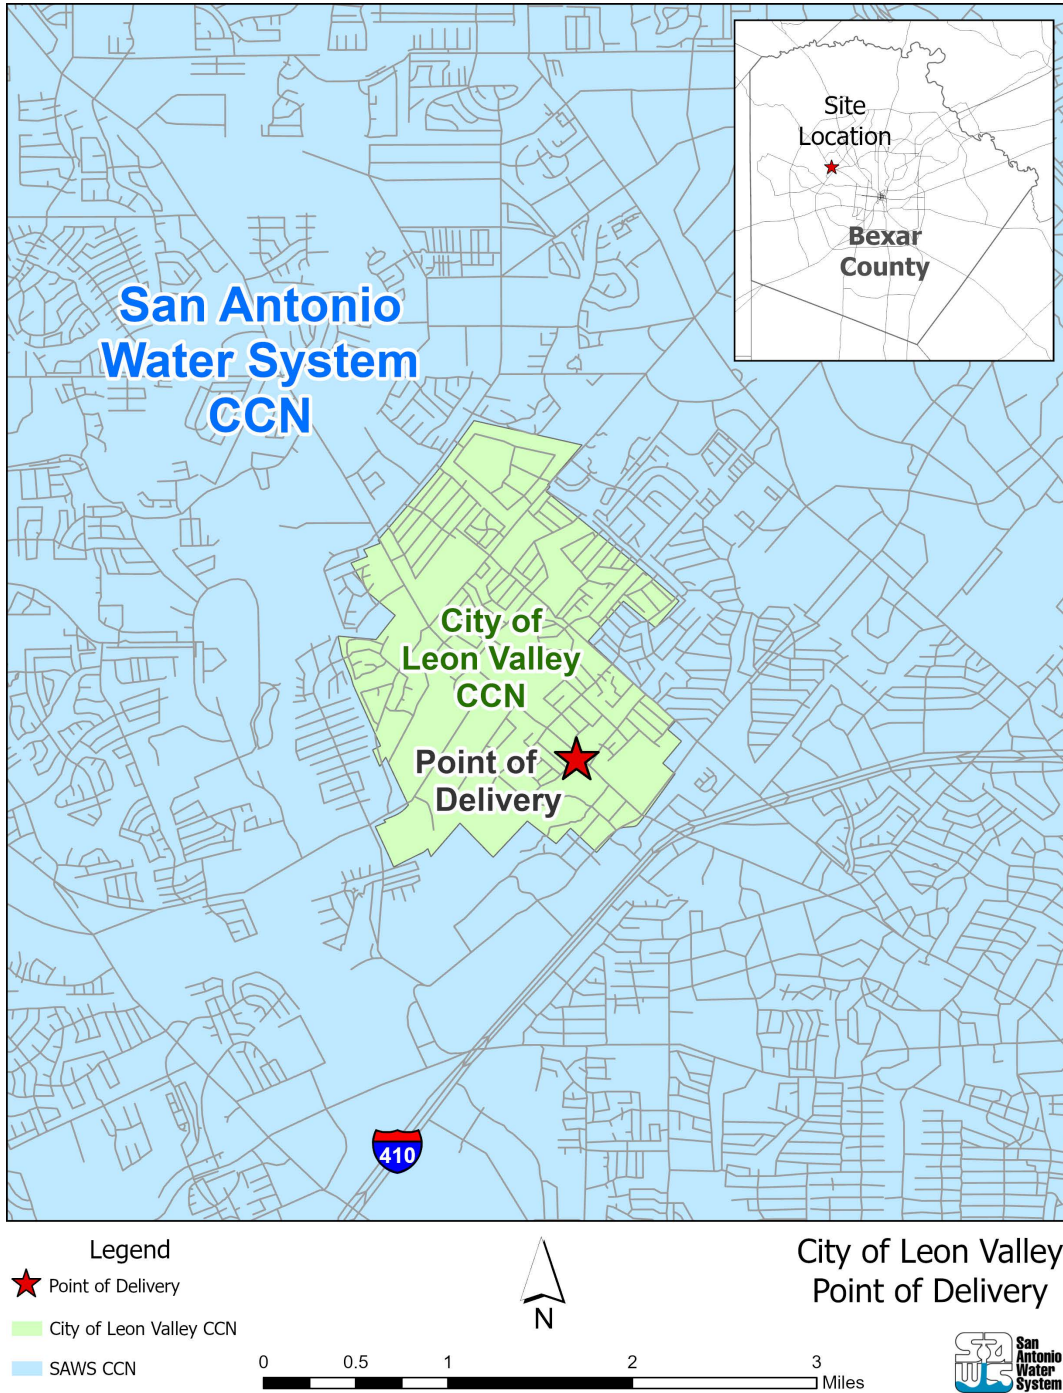 Site
Location
Bexar
County
San Antonio
Water System
CCN
City of
Leon Valley
CCN
Point of
Delivery
410
Legend
Point of Delivery
City of Leon Valley CCN
SAWS CCN
N
0 0.5 1 2 3
Miles
City of Leon Valley
Point of Delivery
SAWS
San
Antonio
Water
System